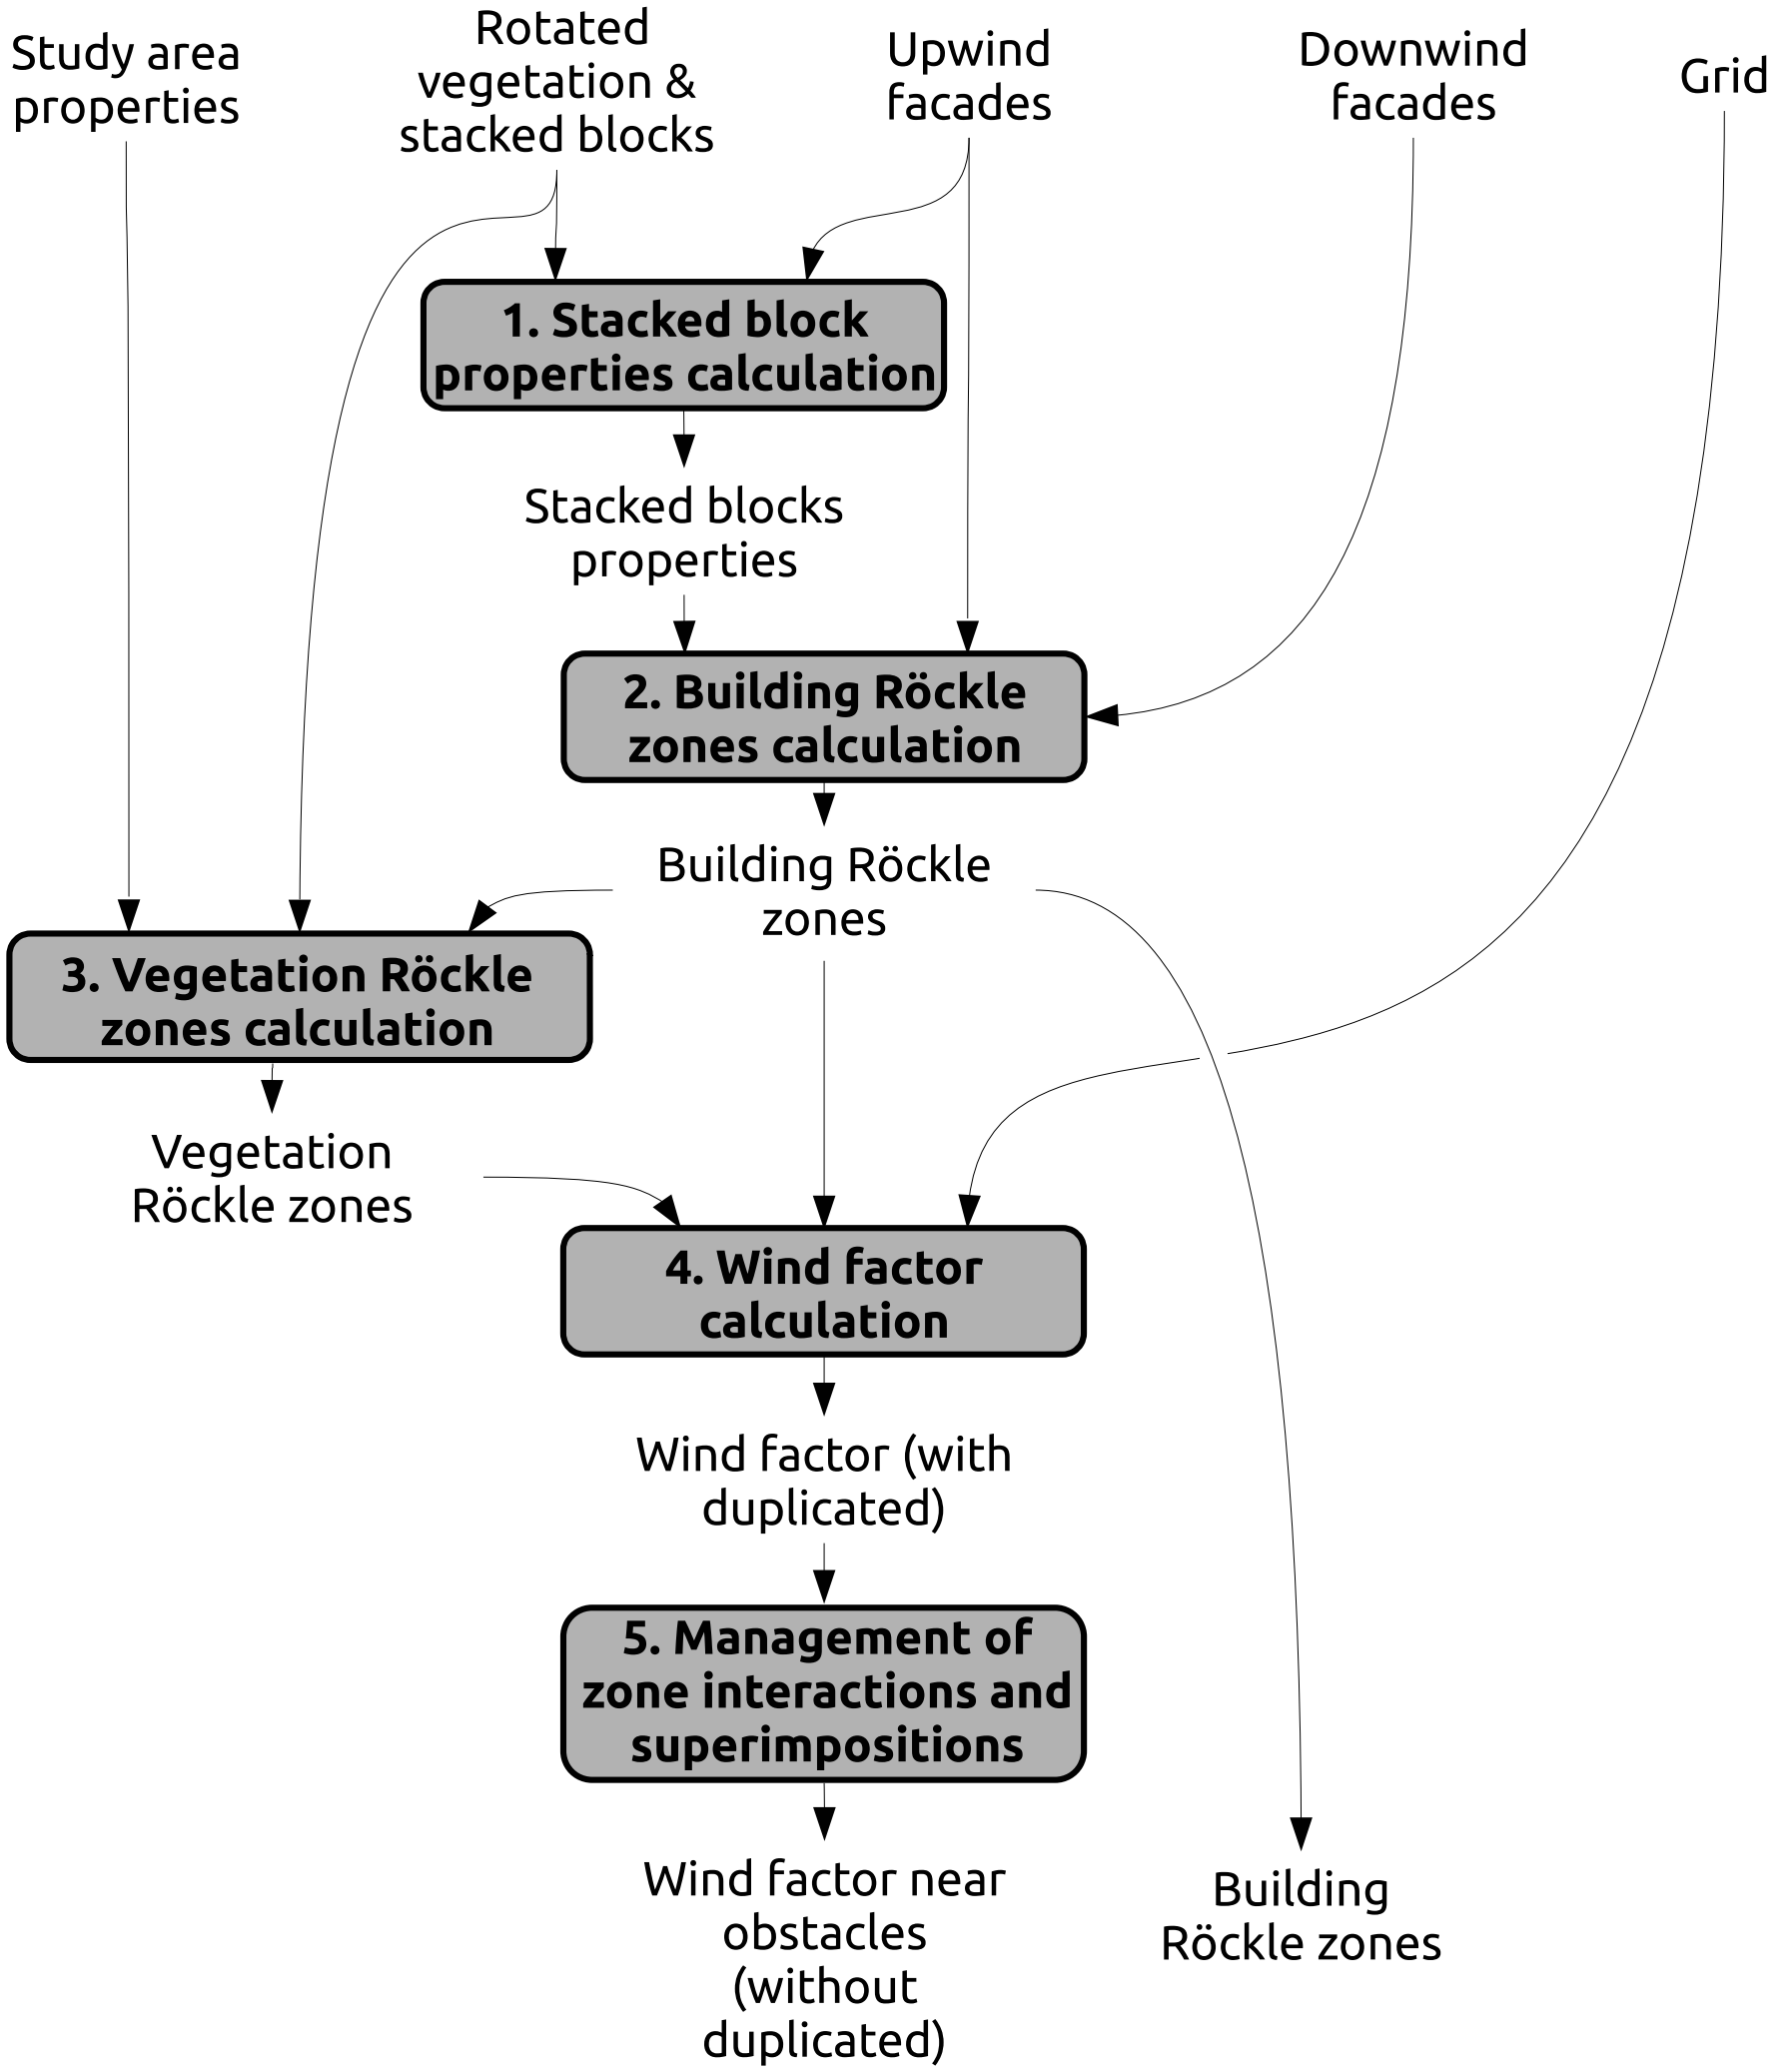 Study area
properties
Rotated
vegetation &
stacked blocks
Upwind
facades
Downwind
facades
Grid
1. Stacked block
properties calculation
Stacked blocks
properties
2. Building Röckle
zones calculation
Building Röckle
zones
3. Vegetation Röckle
zones calculation
Vegetation
Röckle zones
4. Wind factor
calculation
Wind factor (with
duplicated)
5. Management of
zone interactions and
superimpositions
Wind factor near
obstacles
(without
duplicated)
Building
Röckle zones